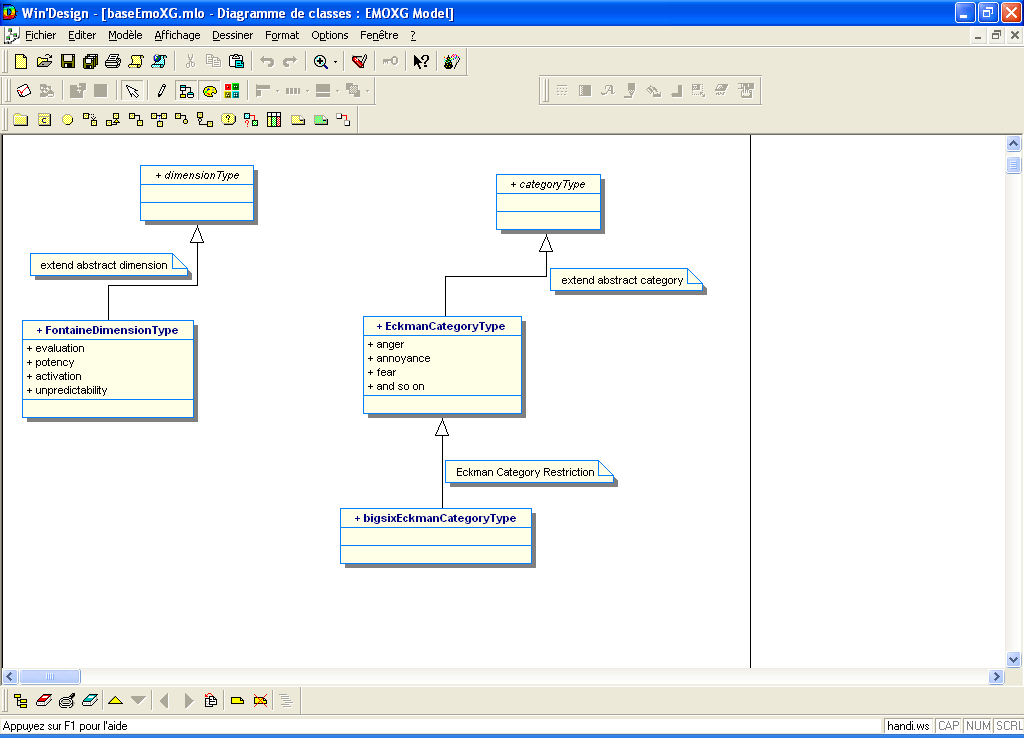 Win'Design - [baseEmoXG.mlo - Diagramme de classes : EMOXG Model]
Fichier Editer Modèle Affichage Dessiner Format Options Fenêtre ?
+ dimensionType
+ categoryType
extend abstract dimension
extend abstract category
+ FontaineDimensionType
+ evaluation
+ potency
+ activation
+ unpredictability
+ EckmanCategoryType
+ anger
+ annoyance
+ fear
+ and so on
Eckman Category Restriction
+ bigsixEckmanCategoryType
Appuyez sur F1 pour l'aide
handi.ws CAP NUM SCRL